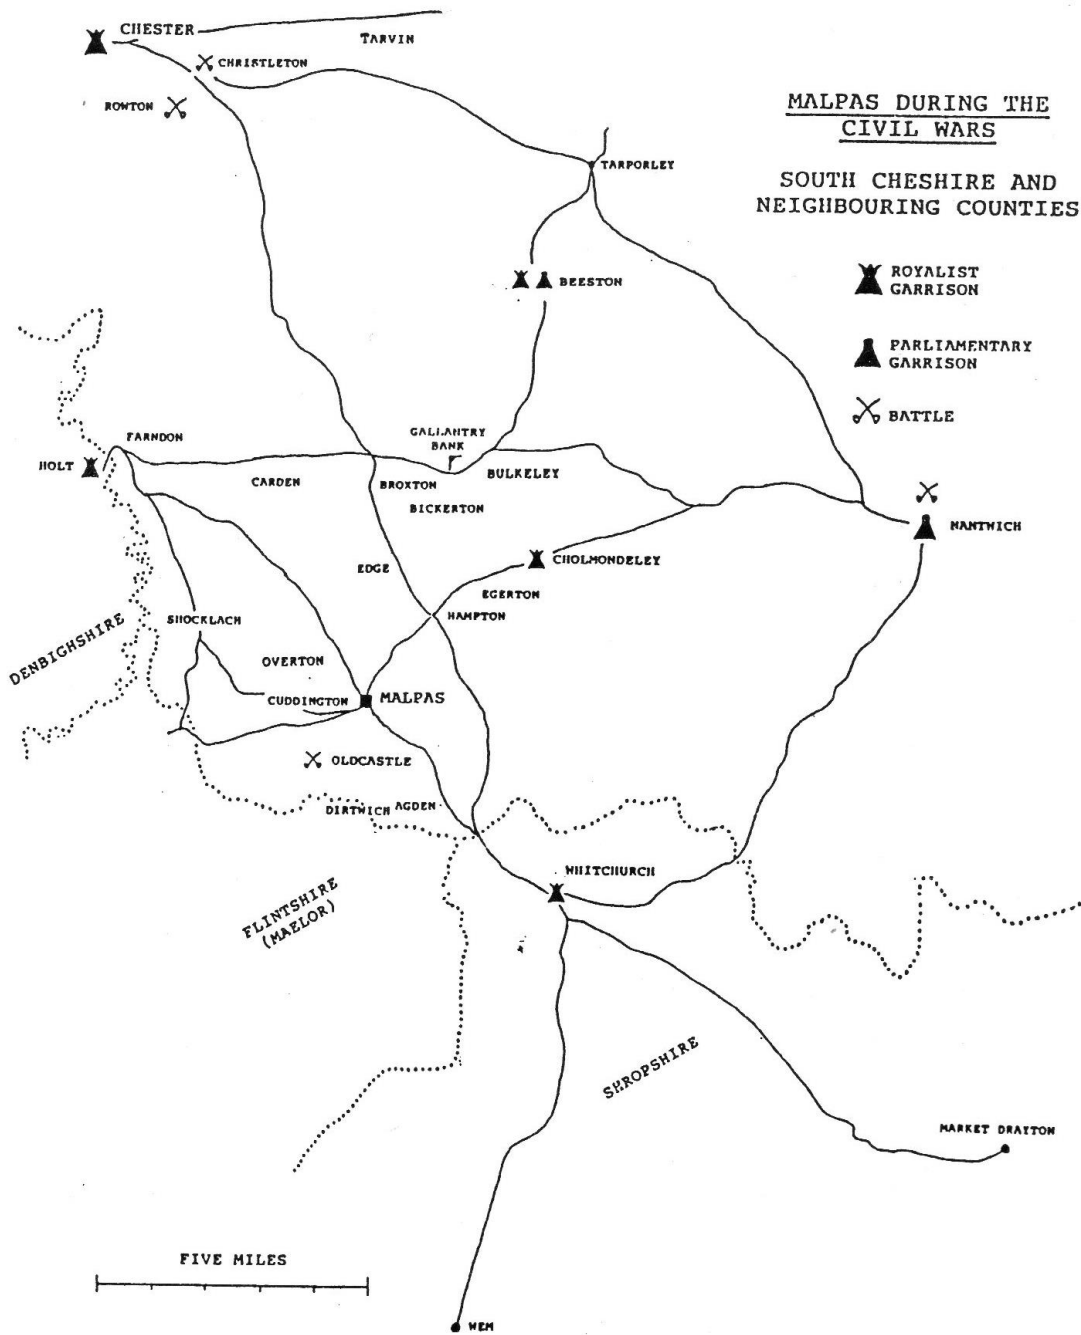 CHESTER
TARVIN
CHRISTLETON
ROWTON
MALPAS DURING THE
CIVIL WARS
SOUTH CHESHIRE AND
NEIGHBOURING COUNTIES
TARPORLEY
ROYALIST
GARRISON
BEESTON
PARLIAMENTARY
GARRISON
BATTLE
FARNDON
GALLANTRY
BANK
HOLT
CARDEN
BROXTON
BULKELEY
BICKERTON
NANTWICH
EDGE
CHOLMONDELEY
EGERTON
HAMPTON
SHOCKLACH
DENBIGHSHIRE
OVERTON
CUDDINGTON
MALPAS
OLDCASTLE
DIRTWICH
AGDEN
WHITCHURCH
FLINTSHIRE
(MAELOR)
SHROPSHIRE
MARKET DRAYTON
FIVE MILES
WEM